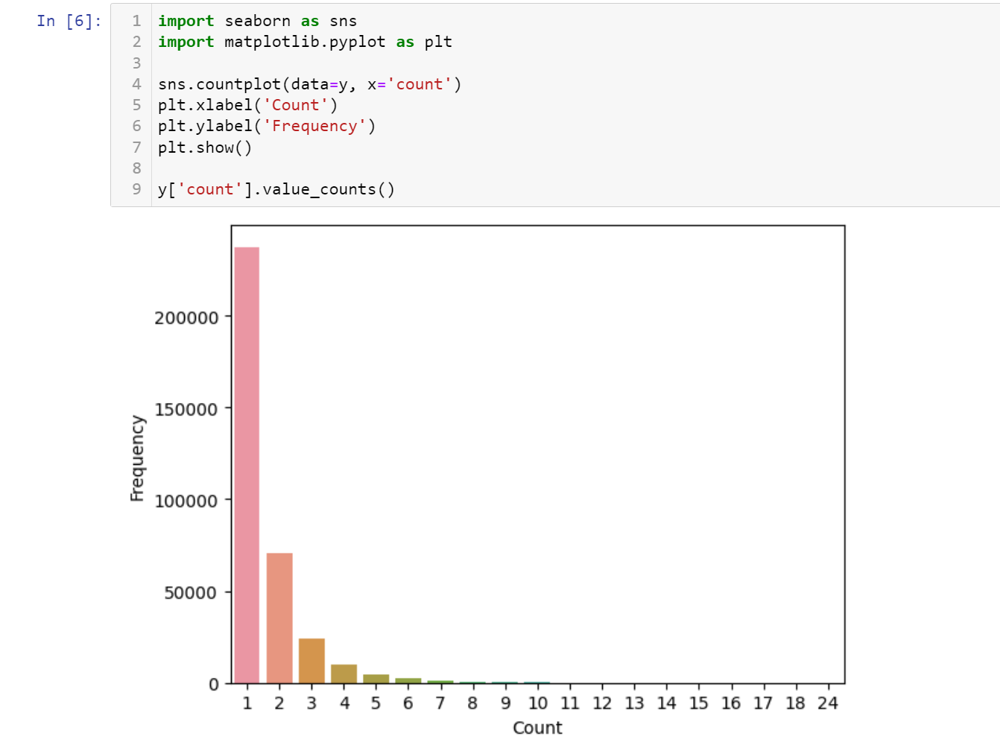 In [6]:
1 import seaborn as sns
2 import matplotlib.pyplot as plt
3
4 sns.countplot(data=y, x='count')
5 plt.xlabel('Count')
6 plt.ylabel('Frequency')
7 plt.show()
8
9 y['count'].value_counts()
Frequency
200000
150000
100000
50000
0
1 2 3 4 5 6 7 8 9 10 11 12 13 14 15 16 17 18 24
Count